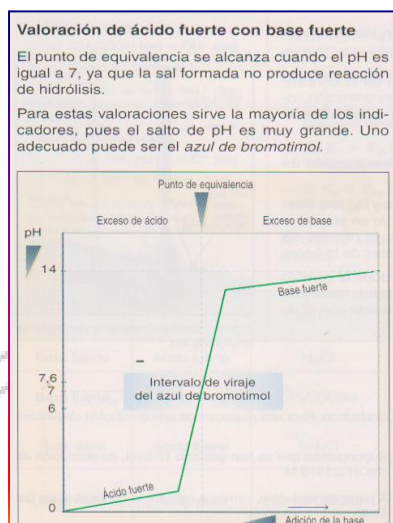 Valoración de ácido fuerte con base fuerte
El punto de equivalencia se alcanza cuando el pH es
igual a 7, ya que la sal formada no produce reacción
de hidrólisis.
Para estas valoraciones sirve la mayoría de los indi-
cadores, pues el salto de pH es muy grande. Uno
adecuado puede ser el azul de bromotimol.
Punto de equivalencia
Exceso de ácido
Exceso de base
pH
14
Base fuerte
7,6
7
6
Intervalo de viraje
del azul de bromotimol
Ácido fuerte
0
Adición de la base